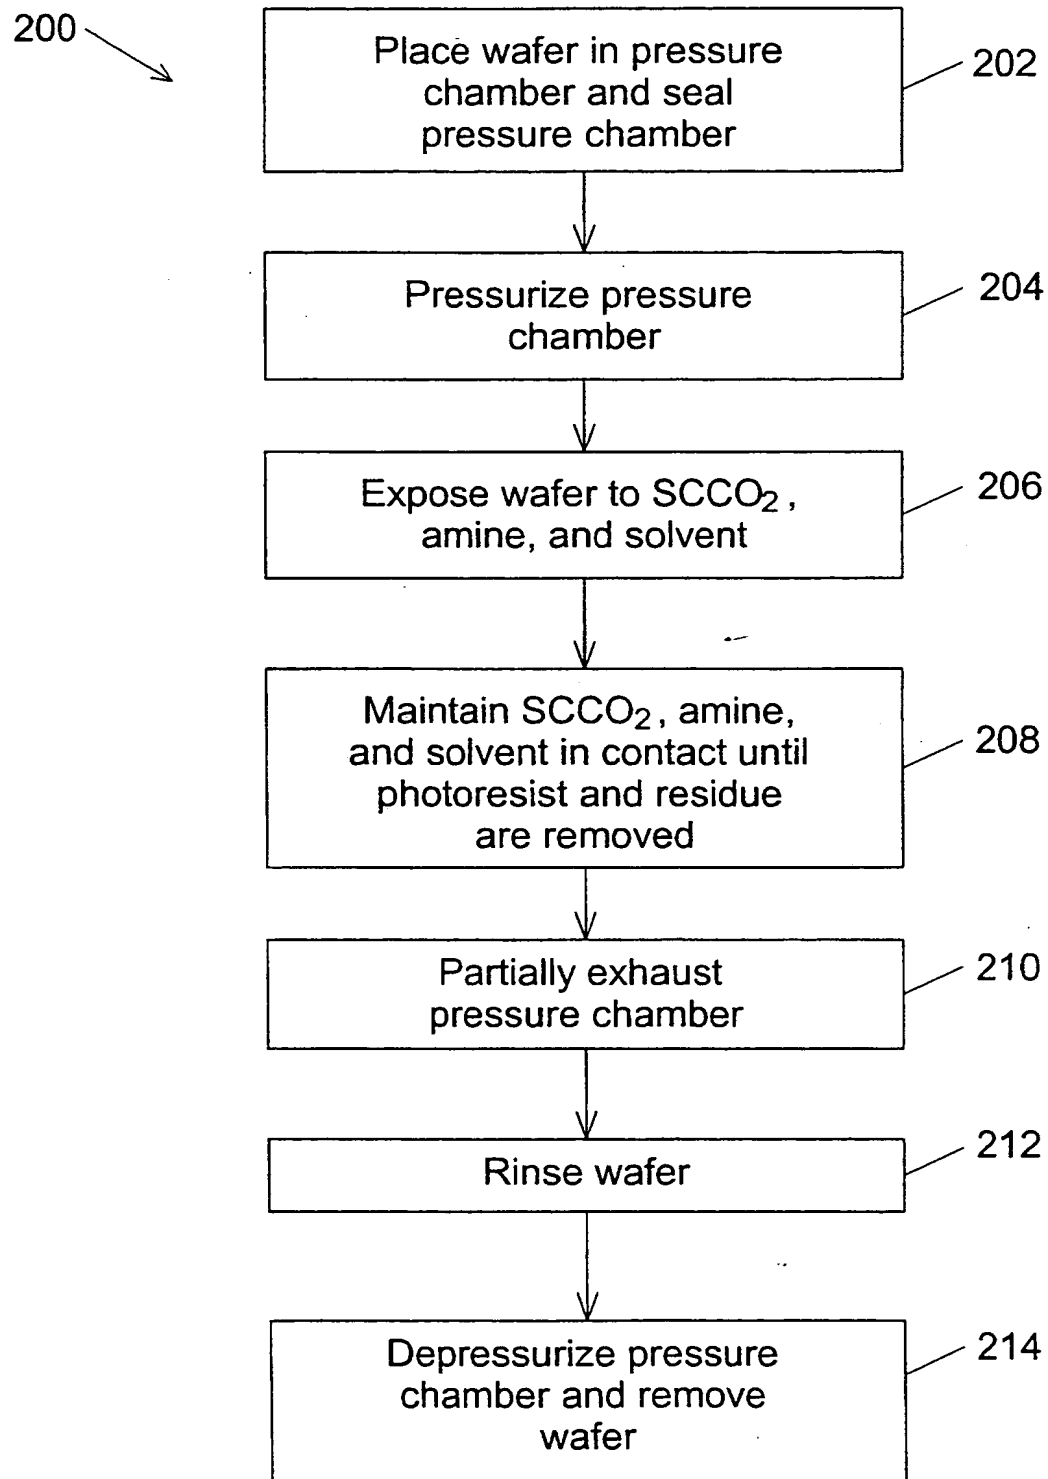 200
Place wafer in pressure
chamber and seal
pressure chamber
202
Pressurize pressure
chamber
204
Expose wafer to SCCO₂ ,
amine, and solvent
206
Maintain SCCO₂ , amine,
and solvent in contact until
photoresist and residue
are removed
208
Partially exhaust
pressure chamber
210
Rinse wafer
212
Depressurize pressure
chamber and remove
wafer
214